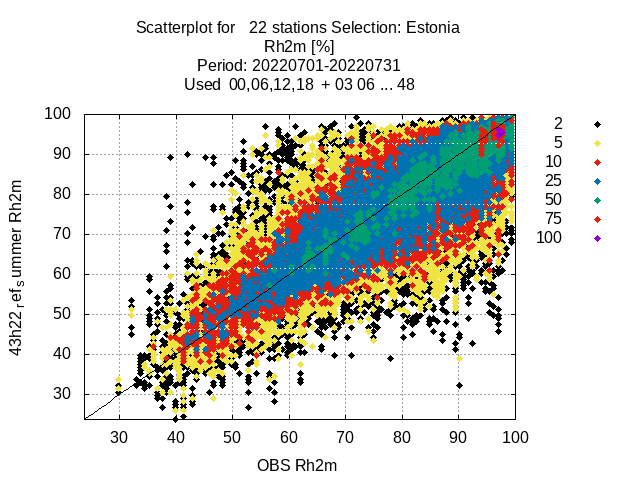 Scatterplot for 22 stations Selection: Estonia
Rh2m [%]
Period: 20220701-20220731
Used 00,06,12,18 + 03 06 ... 48
100
90
80
70
60
50
40
30
43h22_refsummer Rh2m
30 40 50 60 70 80 90 100
OBS Rh2m
2
5
10
25
50
75
100